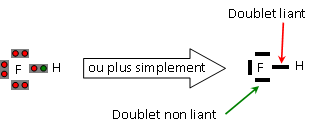 Doublet liant
F H
ou plus simplement
F H
Doublet non liant